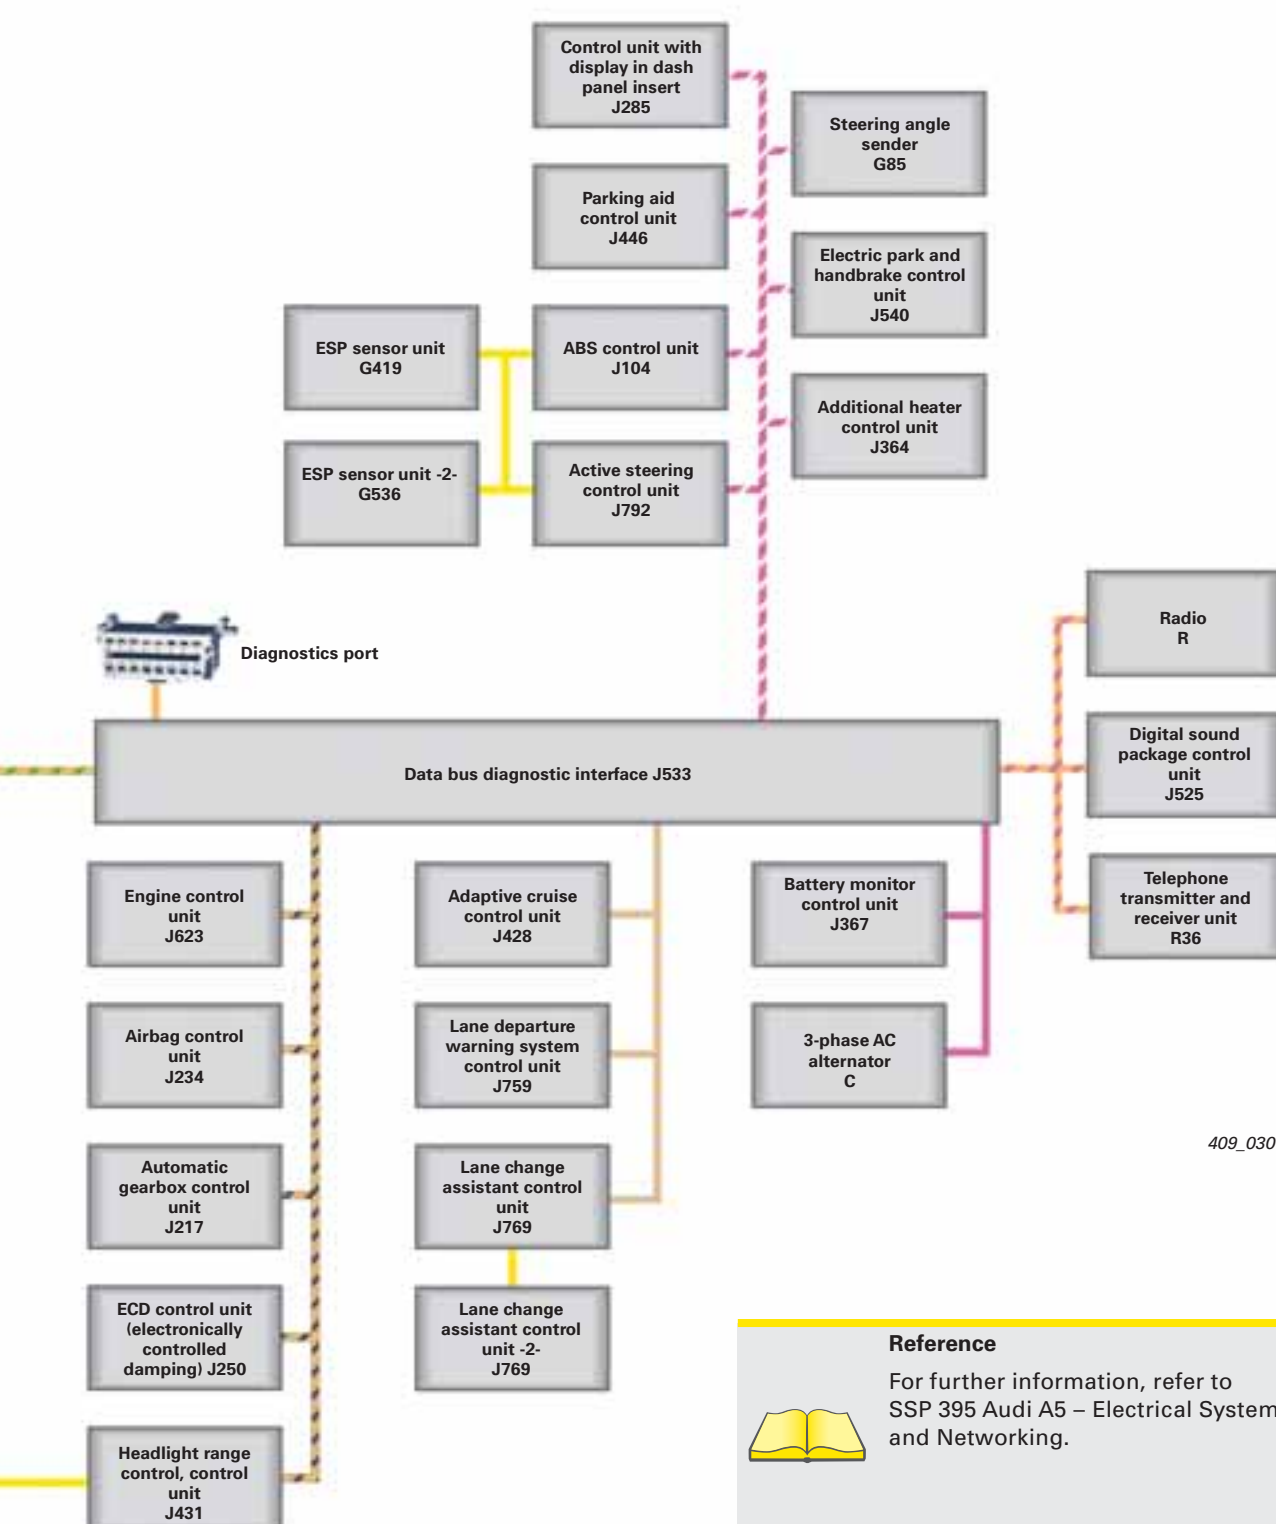 Control unit with
display in dash
panel insert
J285
Steering angle
sender
G85
Parking aid
control unit
J446
Electric park and
handbrake control
unit
J540
ESP sensor unit
G419
ABS control unit
J104
Additional heater
control unit
J364
ESP sensor unit -2-
G536
Active steering
control unit
J792
Diagnostics port
Radio
R
Digital sound
package control
unit
J525
Telephone
transmitter and
receiver unit
R36
Data bus diagnostic interface J533
Engine control
unit
J623
Airbag control
unit
J234
Automatic
gearbox control
unit
J217
ECD control unit
(electronically
controlled
damping) J250
Headlight range
control, control
unit
J431
Adaptive cruise
control unit
J428
Lane departure
warning system
control unit
J759
Lane change
assistant control
unit
J769
Lane change
assistant control
unit -2-
J769
Battery monitor
control unit
J367
3-phase AC
alternator
C
409_030
Reference
For further information, refer to
SSP 395 Audi A5 – Electrical System
and Networking.